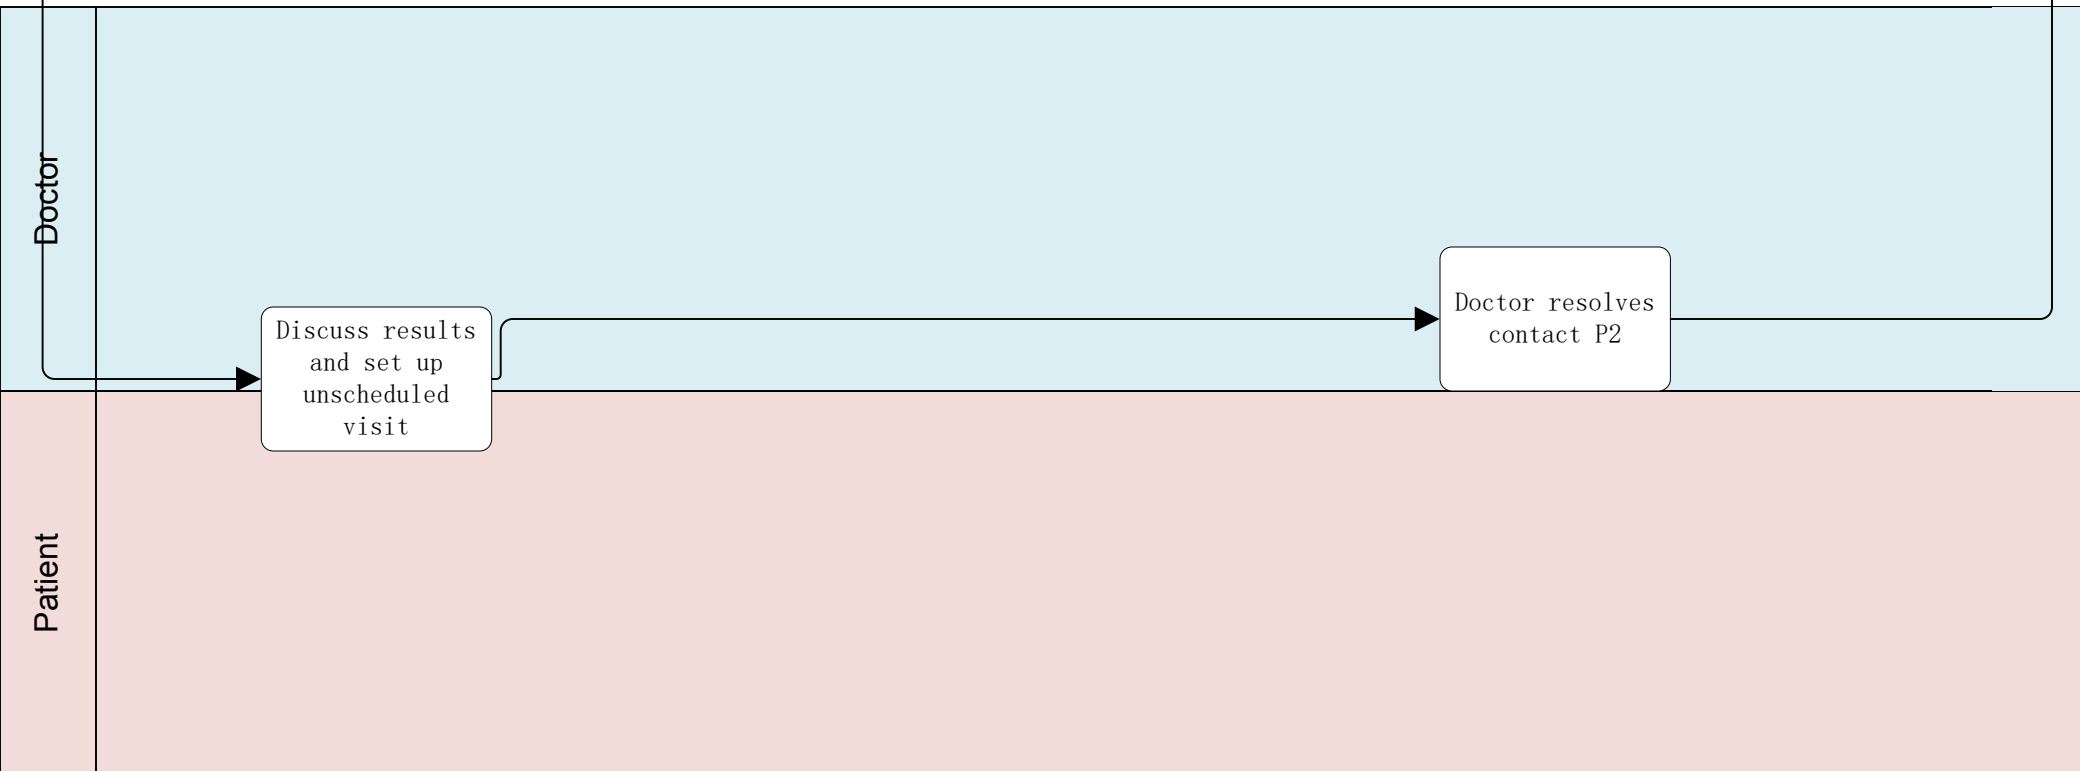 Doctor
Discuss results
and set up
unscheduled
visit
Doctor resolves
contact P2
Patient